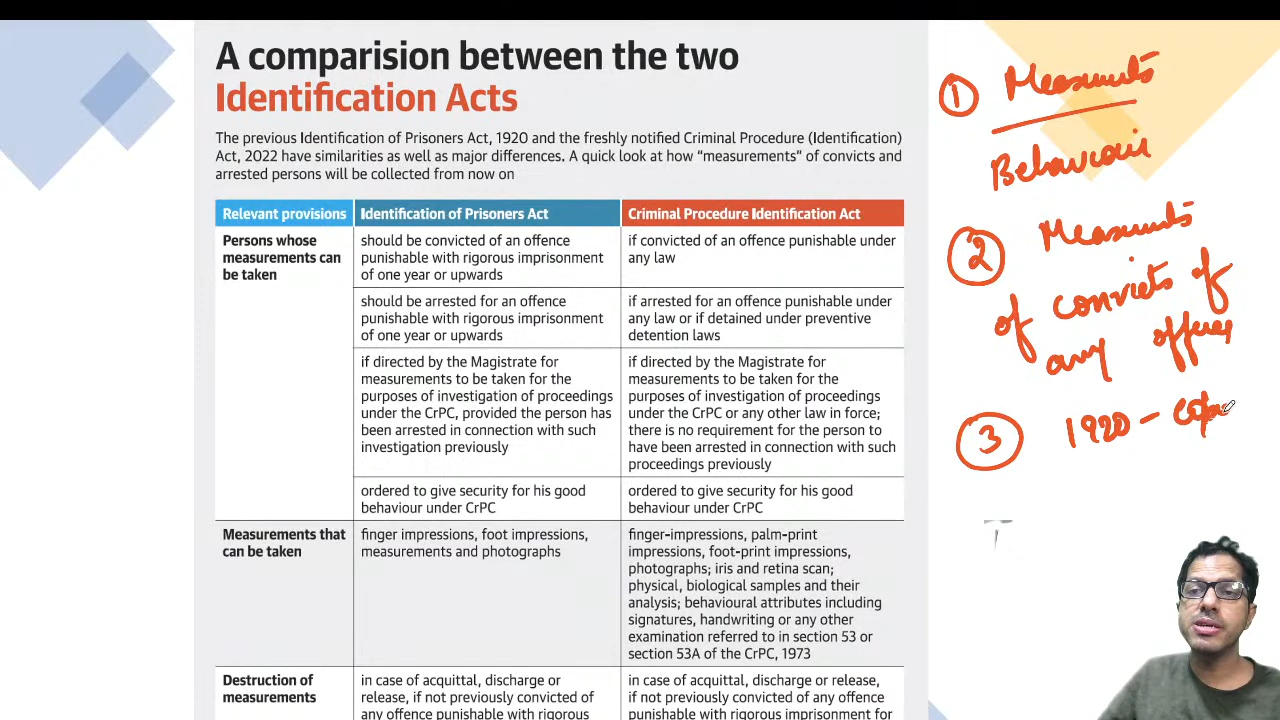 A comparision between the two
Identification Acts
The previous Identification of Prisoners Act, 1920 and the freshly notified Criminal Procedure (Identification)
Act, 2022 have similarities as well as major differences. A quick look at how “measurements” of convicts and
arrested persons will be collected from now on
Relevant provisions
Identification of Prisoners Act
Criminal Procedure Identification Act
Persons whose
measurements can
be taken
should be convicted of an offence
punishable with rigorous imprisonment
of one year or upwards
if convicted of an offence punishable under
any law
should be arrested for an offence
punishable with rigorous imprisonment
of one year or upwards
if arrested for an offence punishable under
any law or if detained under preventive
detention laws
if directed by the Magistrate for
measurements to be taken for the
purposes of investigation of proceedings
under the CrPC, provided the person has
been arrested in connection with such
investigation previously
if directed by the Magistrate for
measurements to be taken for the
purposes of investigation of proceedings
under the CrPC or any other law in force;
there is no requirement for the person to
have been arrested in connection with such
proceedings previously
ordered to give security for his good
behaviour under CrPC
ordered to give security for his good
behaviour under CrPC
Measurements that
can be taken
finger impressions, foot impressions,
measurements and photographs
finger-impressions, palm-print
impressions, foot-print impressions,
photographs; iris and retina scan;
physical, biological samples and their
analysis; behavioural attributes including
signatures, handwriting or any other
examination referred to in section 53 or
section 53A of the CrPC, 1973
Destruction of
measurements
in case of acquittal, discharge or
release, if not previously convicted of
any offence punishable with rigorous
in case of acquittal, discharge or release,
if not previously convicted of any offence
punishable with rigorous imprisonment for
1
Behaviour
2
of convicts of
any
3 1920 -